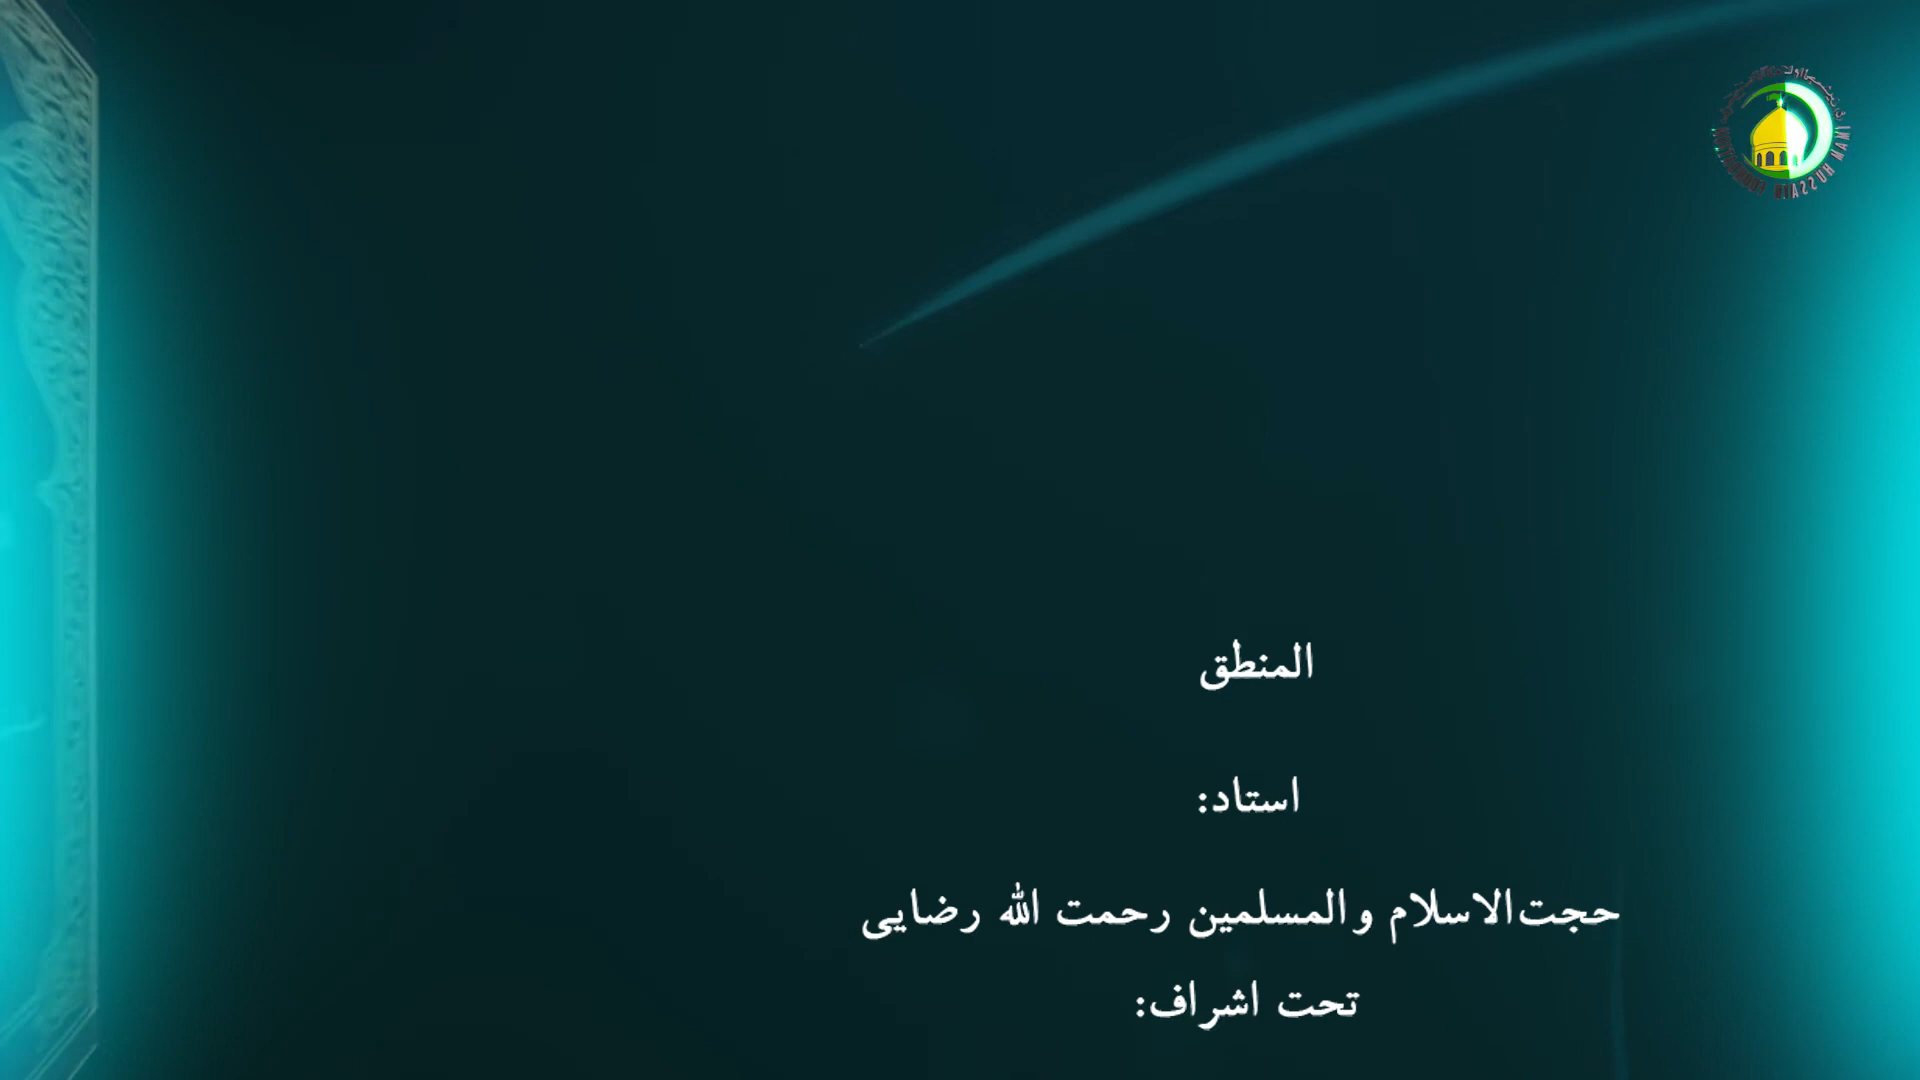 المنطق
استاد:
حجت‌الاسلام والمسلمین رحمت الله رضایی
تحت اشراف: